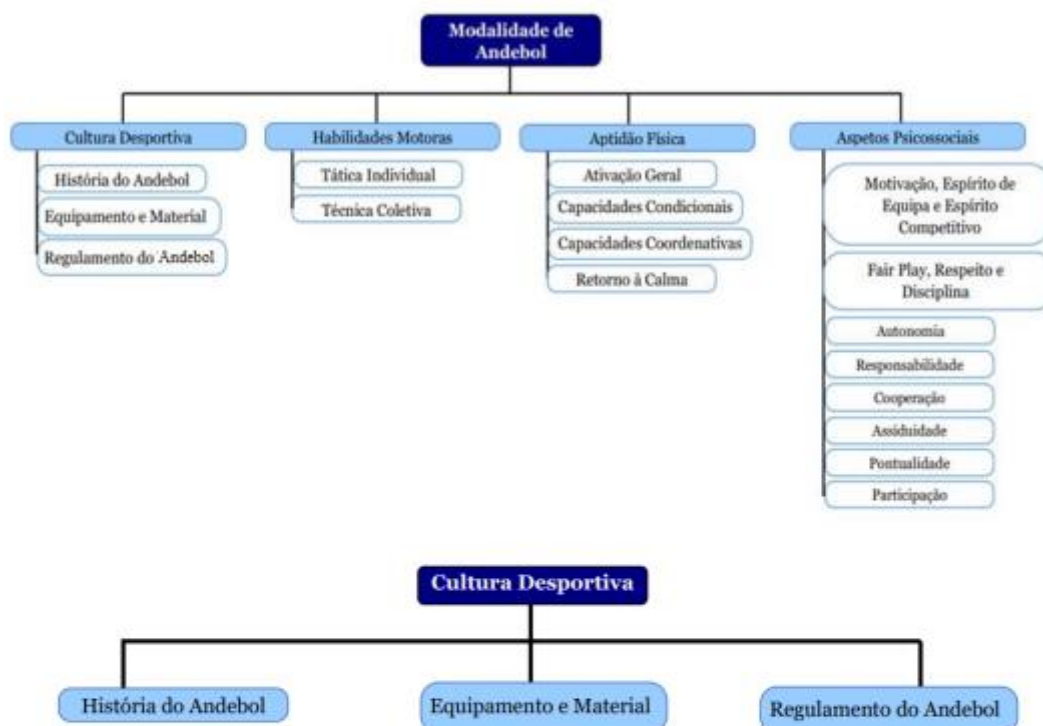 Modalidade de
Andebol
Cultura Desportiva
História do Andebol
Equipamento e Material
Regulamento do Andebol
Habilidades Motoras
Tática Individual
Técnica Coletiva
Aptidão Física
Ativação Geral
Capacidades Condicionais
Capacidades Coordenativas
Retorno à Calma
Aspetos Psicossociais
Motivação, Espírito de
Equipa e Espírito
Competitivo
Fair Play, Respeito e
Disciplina
Autonomia
Responsabilidade
Cooperação
Assiduidade
Pontualidade
Participação
Cultura Desportiva
História do Andebol
Equipamento e Material
Regulamento do Andebol